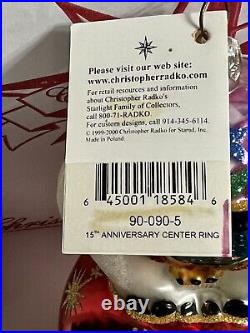 Please visit our web site:
www.christopherradko.com
For retail resources and information
about Christopher Radko's
Starlight Family of Collectors,
call 800-71-RADKO.
For custom designs, call 914-345-6114.
© 1999-2000 Christopher Radko for Starad, Inc.
Made in Poland.
6 45001 18584 6
90-090-5
15TH ANNIVERSARY CENTER RING